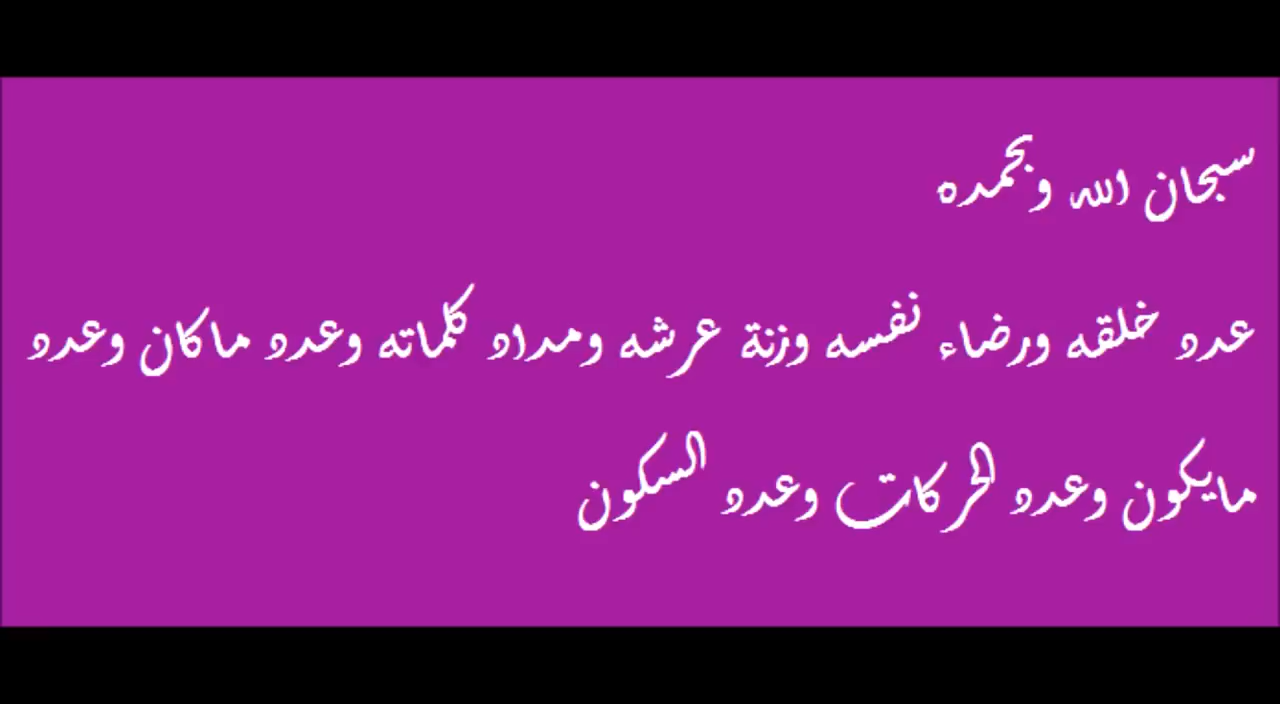 سبحان الله وبحمده
عدد خلقه ورضاء نفسه وزنة عرشه ومداد كلماته وعدد ماكان وعدد
مايكون وعدد الحركات وعدد السكون